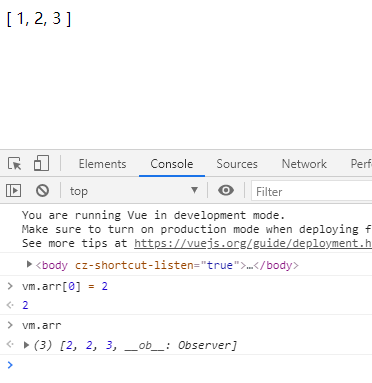 [ 1, 2, 3 ]
Elements Console Sources Network Perf
top ▼ Filter
You are running Vue in development mode.
Make sure to turn on production mode when deploying f
See more tips at https://vuejs.org/guide/deployment.h
▶<body cz-shortcut-listen="true">…</body>
> vm.arr[0] = 2
<· 2
> vm.arr
<· ▶ (3) [2, 2, 3, __ob__: Observer]
>